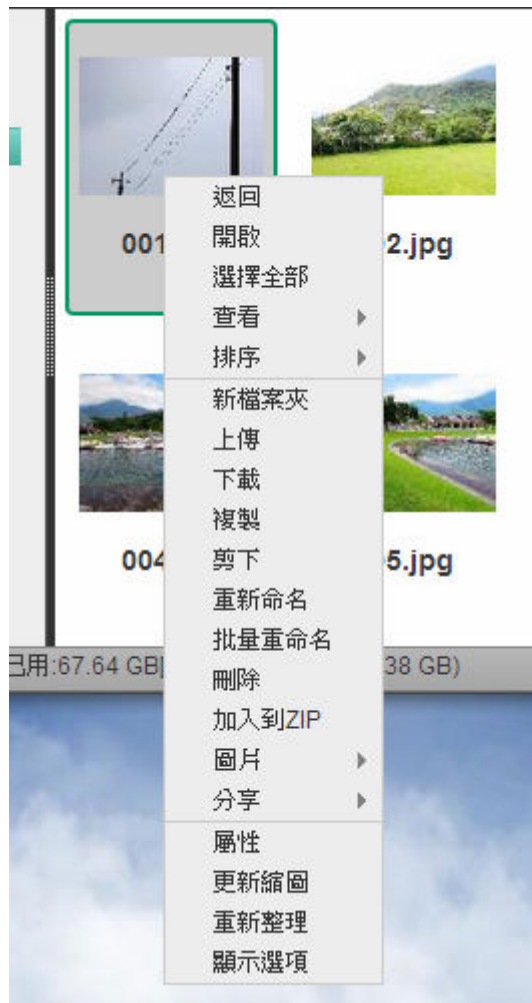 001
2.jpg
返回
開啟
選擇全部
查看
排序
新檔案夾
上傳
下載
複製
剪下
004
5.jpg
重新命名
批量重命名
已用:67.64 GB
38 GB)
刪除
加入到ZIP
圖片
分享
屬性
更新縮圖
重新整理
顯示選項